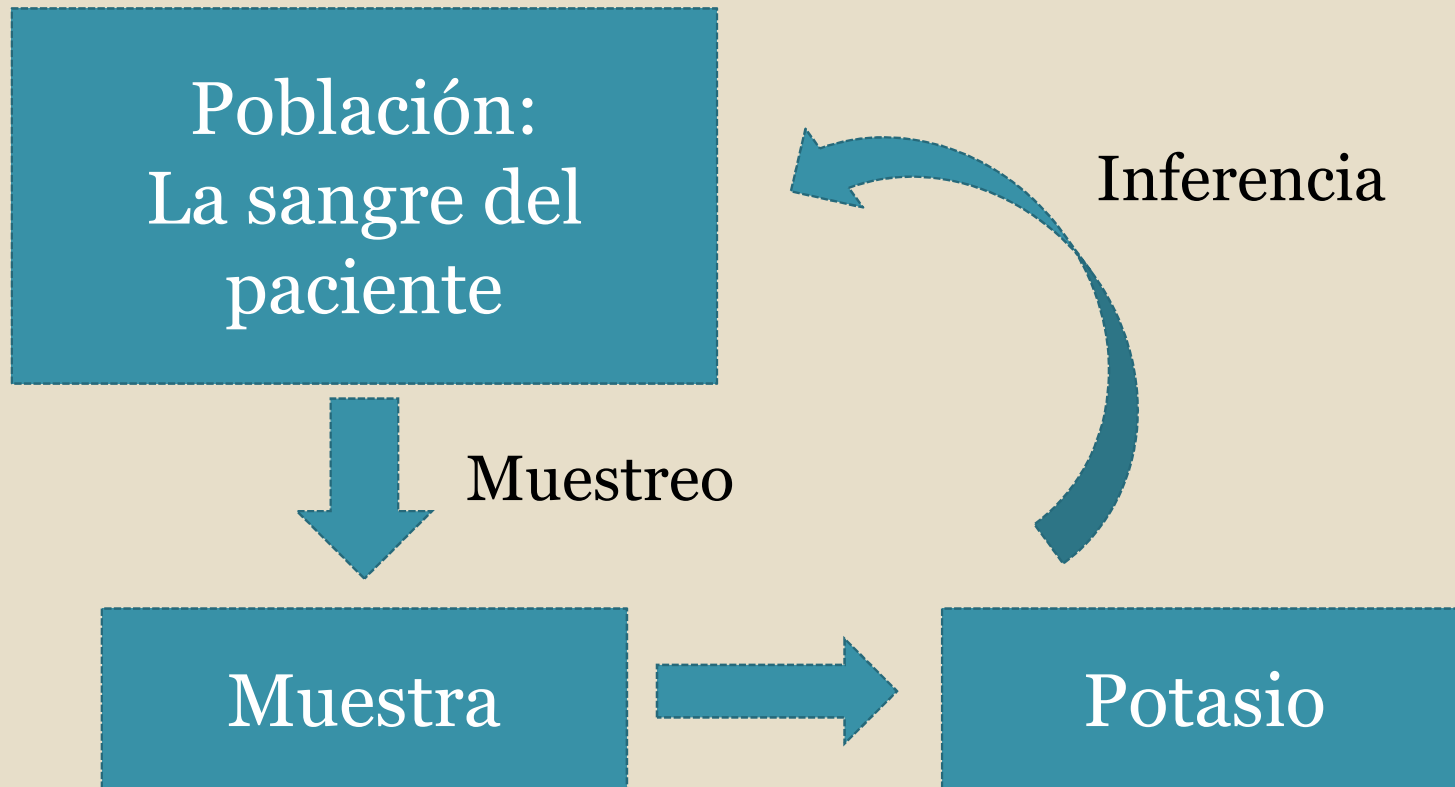 Población:
La sangre del
paciente
Inferencia
Muestreo
Muestra
Potasio